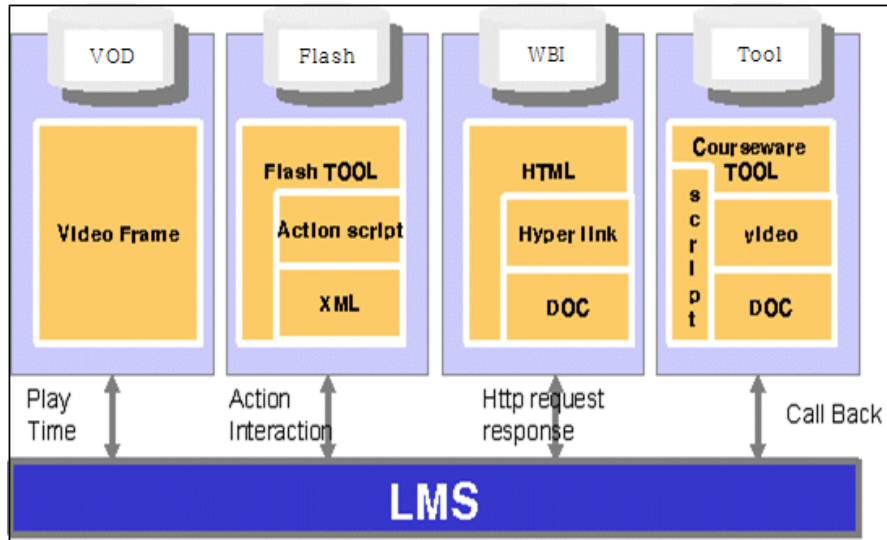 VOD
Flash
WBI
Tool
Video Frame
Flash TOOL
Action script
XML
HTML
Hyper link
DOC
Courseware
TOOL
script
video
DOC
Play
Time
Action
Interaction
Http request
response
Call Back
LMS